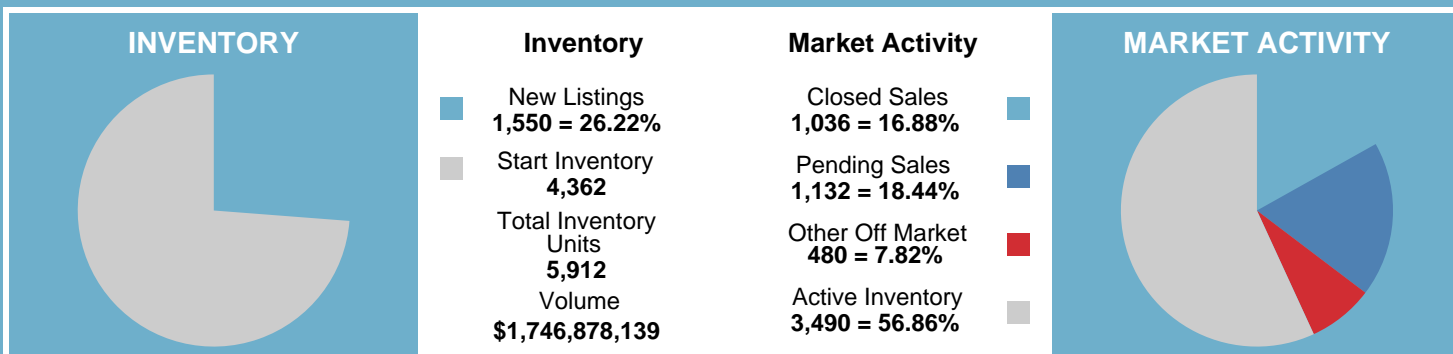 INVENTORY
Inventory
New Listings
1,550 = 26.22%
Start Inventory
4,362
Total Inventory
Units
5,912
Volume
$1,746,878,139
Market Activity
Closed Sales
1,036 = 16.88%
Pending Sales
1,132 = 18.44%
Other Off Market
480 = 7.82%
Active Inventory
3,490 = 56.86%
MARKET ACTIVITY